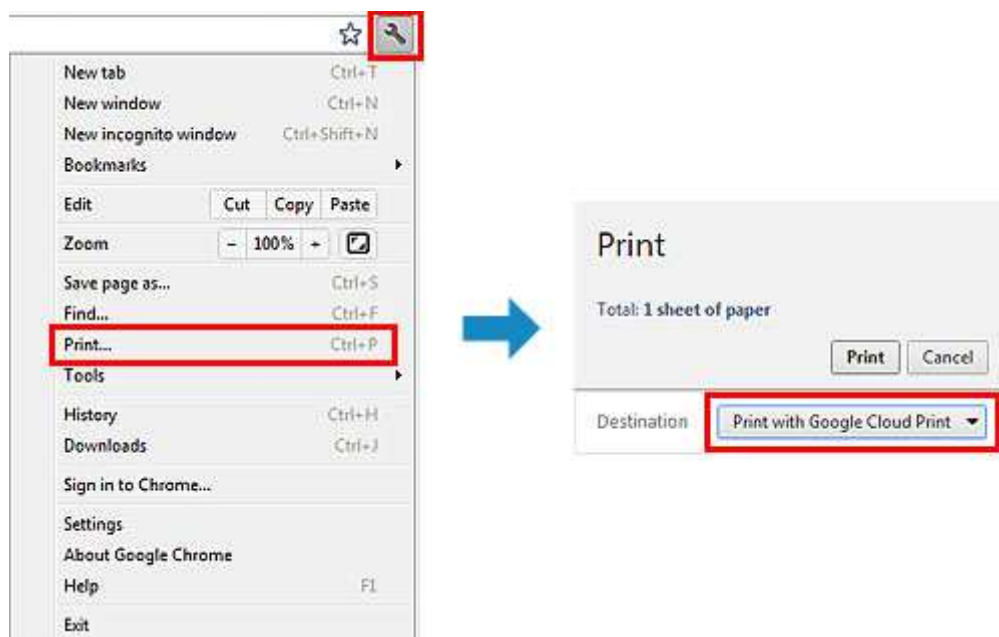 New tab Ctrl+T
New window Ctrl+N
New incognito window Ctrl+Shift+N
Bookmarks
Edit Cut Copy Paste
Zoom - 100% +
Save page as... Ctrl+S
Find... Ctrl+F
Print... Ctrl+P
Tools
History Ctrl+H
Downloads Ctrl+J
Sign in to Chrome...
Settings
About Google Chrome
Help F1
Exit
Print
Total: 1 sheet of paper
Print Cancel
Destination Print with Google Cloud Print